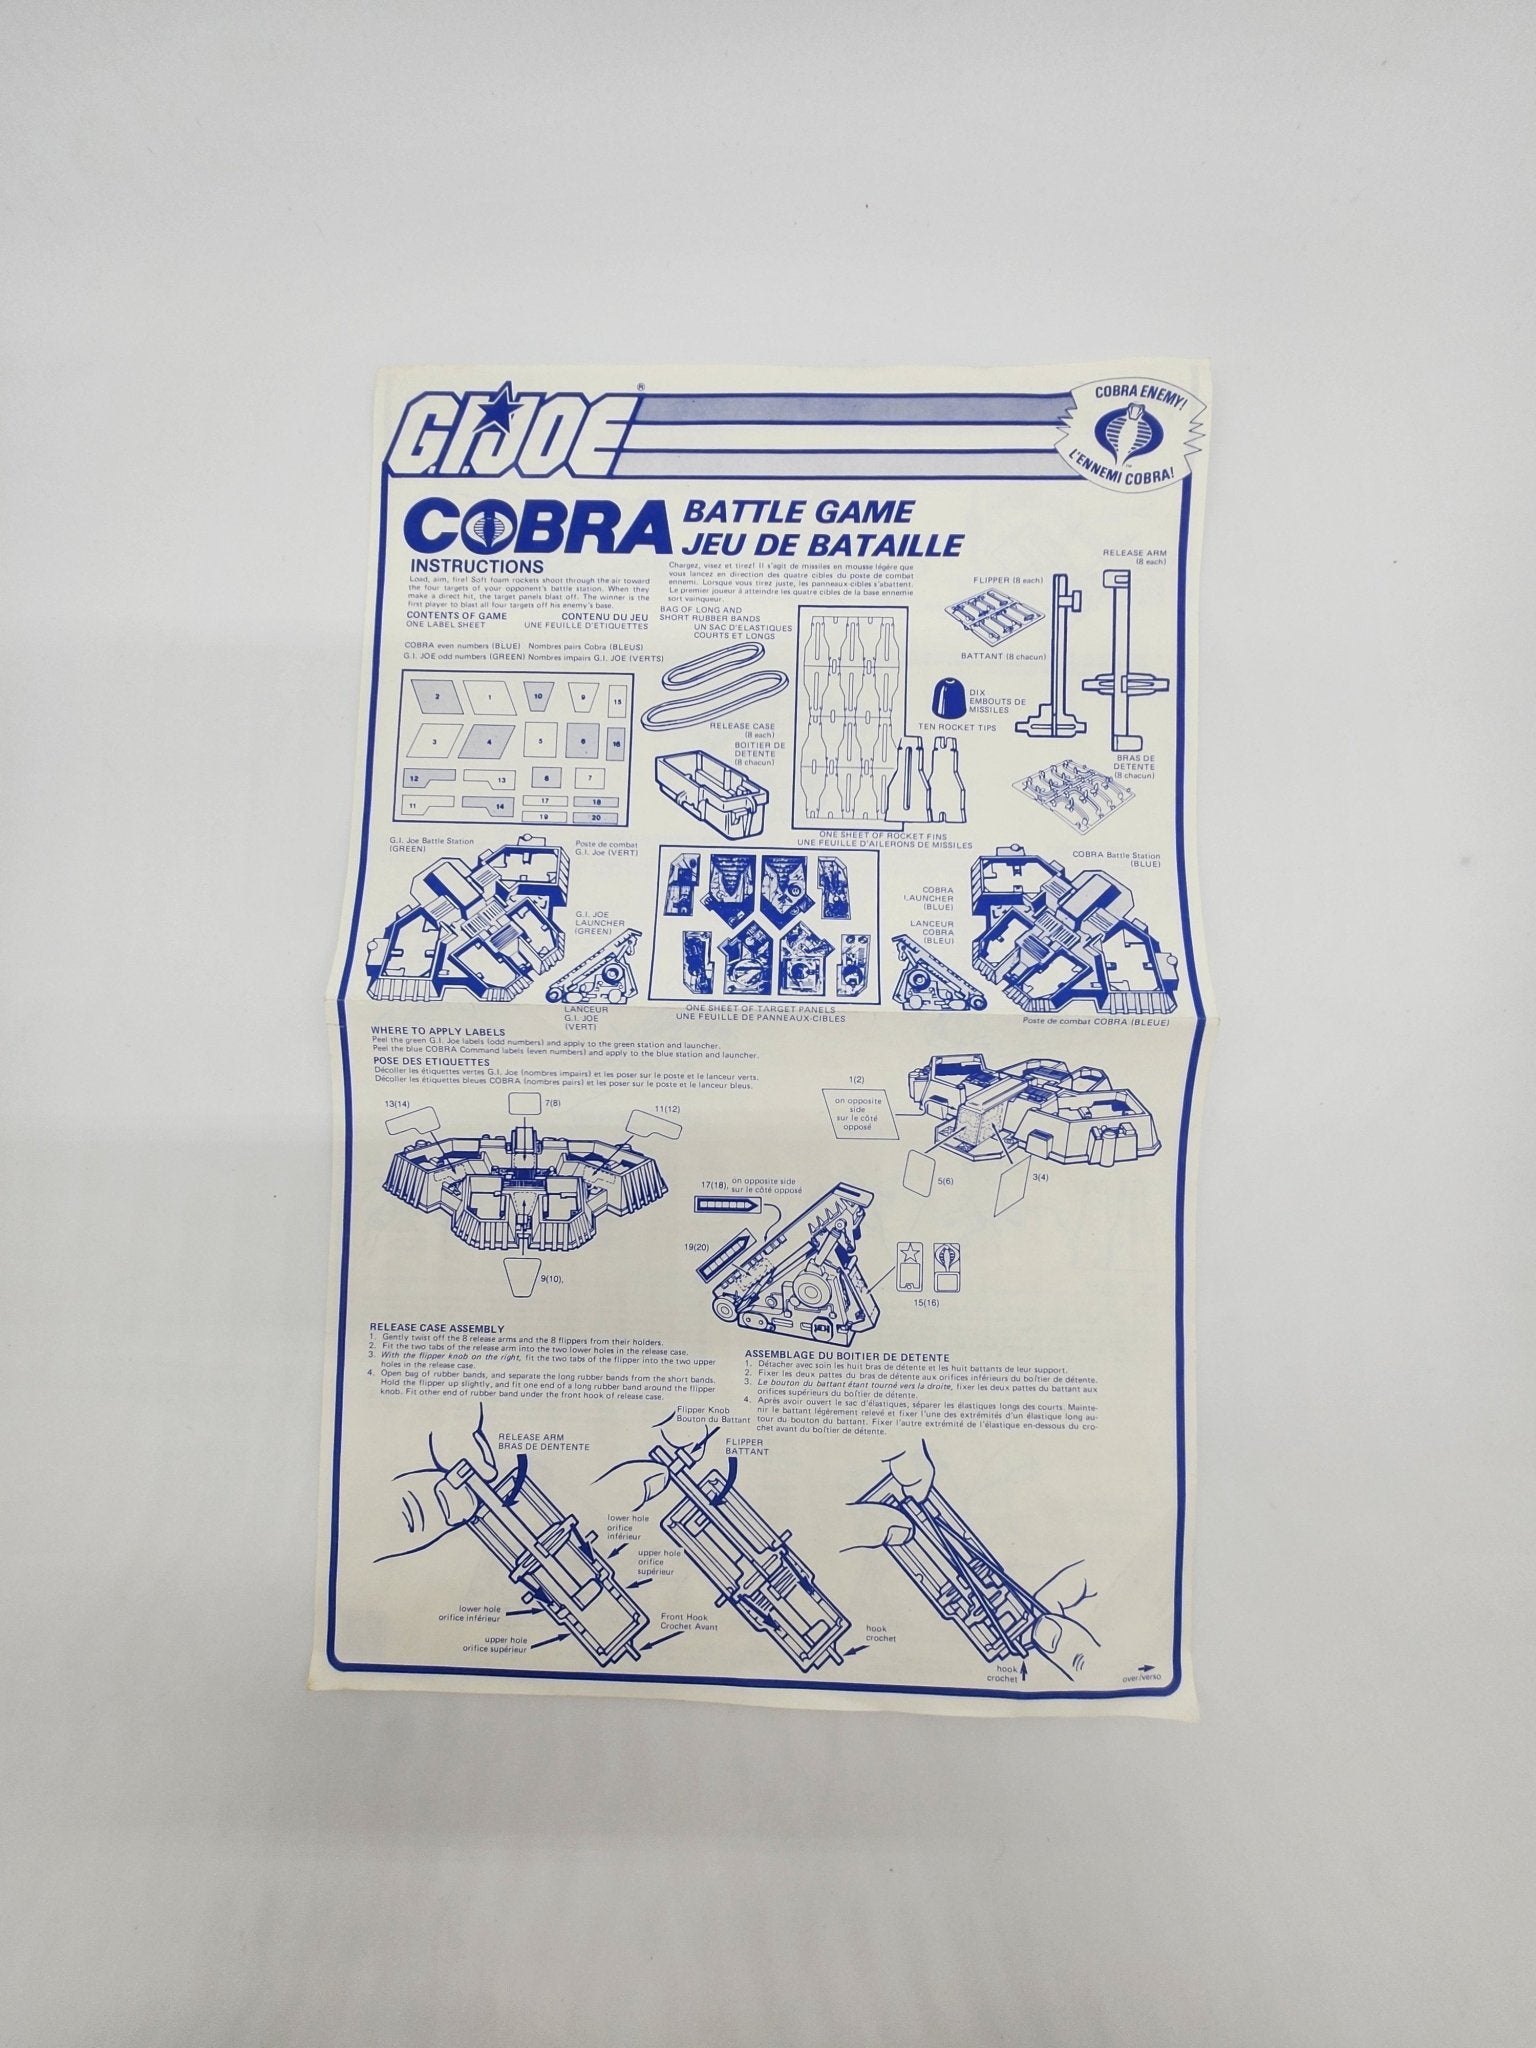 G.I. JOE ®
COBRA ENEMY!
L'ENNEMI COBRA!
™
COBRA BATTLE GAME
JEU DE BATAILLE
INSTRUCTIONS
Load, aim, fire! Soft foam rockets shoot through the air toward
the four targets of your opponent's battle station. When they
make a direct hit, the target panels blast off. The winner is the
first player to blast all four targets off his enemy's base.
Chargez, visez et tirez! Il s'agit de missiles en mousse légère que
vous lancez en direction des quatre cibles du poste de combat
ennemi. Lorsque vous tirez juste, les panneaux-cibles s'abattent.
Le premier joueur à atteindre les quatre cibles de la base ennemie
sort vainqueur.
CONTENTS OF GAME
ONE LABEL SHEET
CONTENU DU JEU
UNE FEUILLE D'ETIQUETTES
COBRA even numbers (BLUE) Nombres pairs Cobra (BLEUS)
G.I. JOE odd numbers (GREEN) Nombres impairs G.I. JOE (VERTS)
2 1 10 9 15
3 4 5 6 16
12 13 8 7
11 14 17 18
19 20
BAG OF LONG AND
SHORT RUBBER BANDS
UN SAC D'ELASTIQUES
COURTS ET LONGS
RELEASE CASE
(8 each)
BOITIER DE
DETENTE
(8 chacun)
ONE SHEET OF ROCKET FINS
UNE FEUILLE D'AILERONS DE MISSILES
FLIPPER (8 each)
BATTANT (8 chacun)
DIX
EMBOUTS DE
MISSILES
TEN ROCKET TIPS
RELEASE ARM
(8 each)
BRAS DE
DETENTE
(8 chacun)
G.I. Joe Battle Station
(GREEN)
Poste de combat
G.I. Joe (VERT)
G.I. JOE
LAUNCHER
(GREEN)
LANCEUR
G.I. JOE
(VERT)
ONE SHEET OF TARGET PANELS
UNE FEUILLE DE PANNEAUX-CIBLES
COBRA
LAUNCHER
(BLUE)
LANCEUR
COBRA
(BLEU)
COBRA Battle Station
(BLUE)
Poste de combat COBRA (BLEUE)
WHERE TO APPLY LABELS
Peel the green G.I. Joe labels (odd numbers) and apply to the green station and launcher.
Peel the blue COBRA Command labels (even numbers) and apply to the blue station and launcher.
POSE DES ETIQUETTES
Décoller les étiquettes vertes G.I. Joe (nombres impairs) et les poser sur le poste et le lanceur verts.
Décoller les étiquettes bleues COBRA (nombres pairs) et les poser sur le poste et le lanceur bleus.
13(14)
7(8)
11(12)
9(10),
1(2)
on opposite
side
sur le côté
opposé
5(6)
3(4)
17(18), on opposite side
sur le côté opposé
19(20)
15(16)
RELEASE CASE ASSEMBLY
1. Gently twist off the 8 release arms and the 8 flippers from their holders.
2. Fit the two tabs of the release arm into the two lower holes in the release case.
3. With the flipper knob on the right, fit the two tabs of the flipper into the two upper
holes in the release case.
4. Open bag of rubber bands, and separate the long rubber bands from the short bands.
Hold the flipper up slightly, and fit one end of a long rubber band around the flipper
knob. Fit other end of rubber band under the front hook of release case.
ASSEMBLAGE DU BOITIER DE DETENTE
1. Détacher avec soin les huit bras de détente et les huit battants de leur support.
2. Fixer les deux pattes du bras de détente aux orifices inférieurs du boîtier de détente.
3. Le bouton du battant étant tourné vers la droite, fixer les deux pattes du battant aux
orifices supérieurs du boîtier de détente.
4. Après avoir ouvert le sac d'élastiques, séparer les élastiques longs des courts. Mainte-
nir le battant légèrement relevé et fixer l'une des extrémités d'un élastique long au-
tour du bouton du battant. Fixer l'autre extrémité de l'élastique en-dessous du cro-
chet avant du boîtier de détente.
RELEASE ARM
BRAS DE DENTENTE
lower hole
orifice
inférieur
upper hole
orifice
supérieur
lower hole
orifice inférieur
upper hole
orifice supérieur
Front Hook
Crochet Avant
Flipper Knob
Bouton du Battant
FLIPPER
BATTANT
hook
crochet
hook
crochet
over/verso